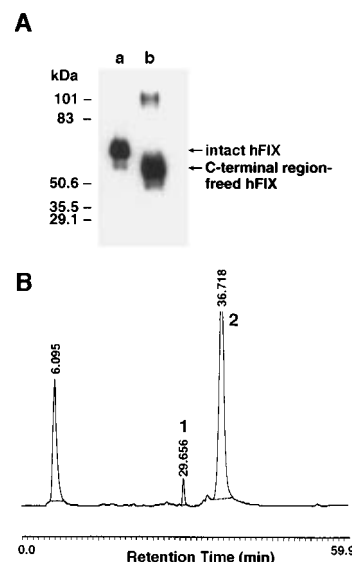 A
a b
kDa
101 –
83 –
← intact hFIX
← C-terminal region-
freed hFIX
50.6 –
35.5 –
29.1 –
B
36.718
2
6.095
1
29.656
0.0
59.9
Retention Time (min)